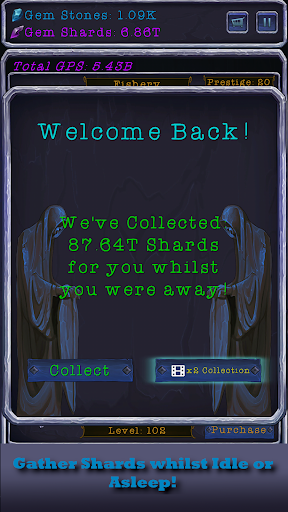 Gem Stones: 1.09K
Gem Shards: 6.86T
Total GPS: 5.43B
Fishery
Prestige: 20
Welcome Back!
We've Collected
87.64T Shards
for you whilst
you were away!
Collect
x2 Collection
Level: 102
Purchase
Gather Shards whilst Idle or
Asleep!